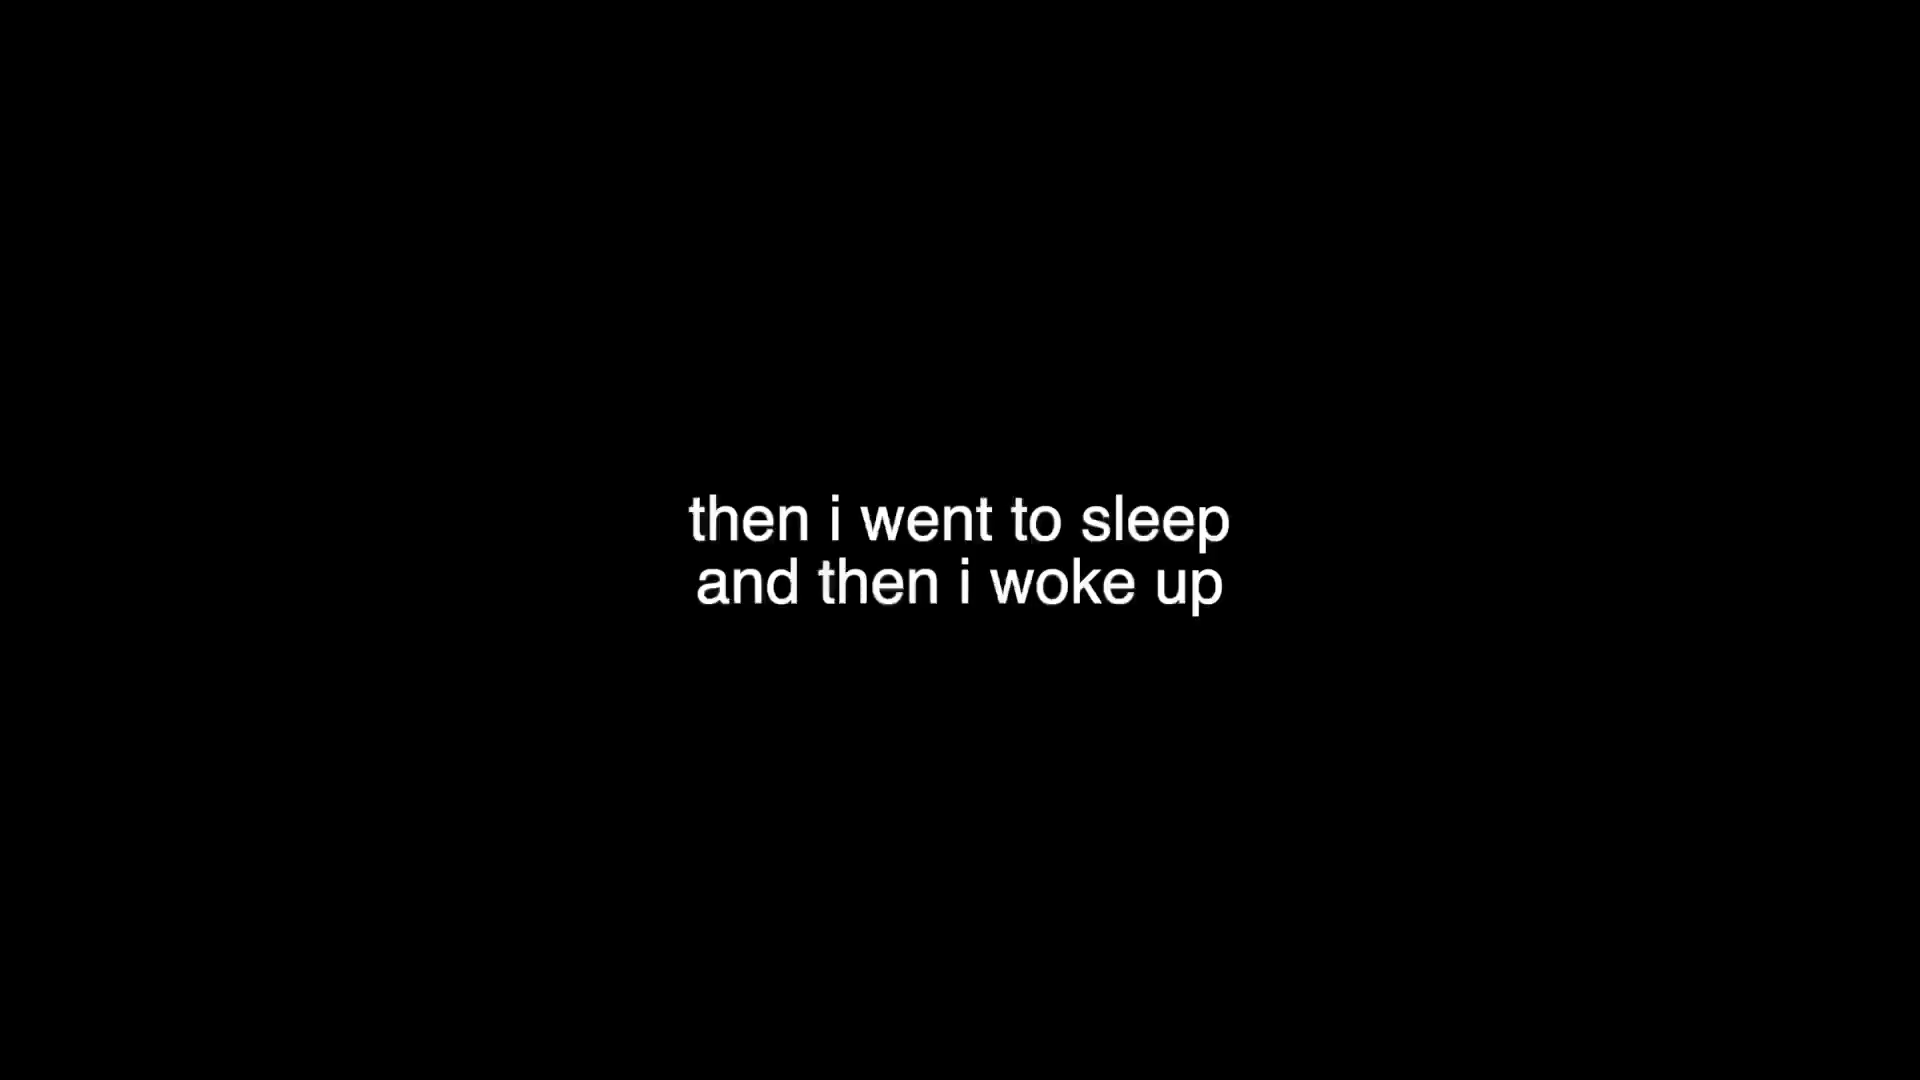 then i went to sleep
and then i woke up